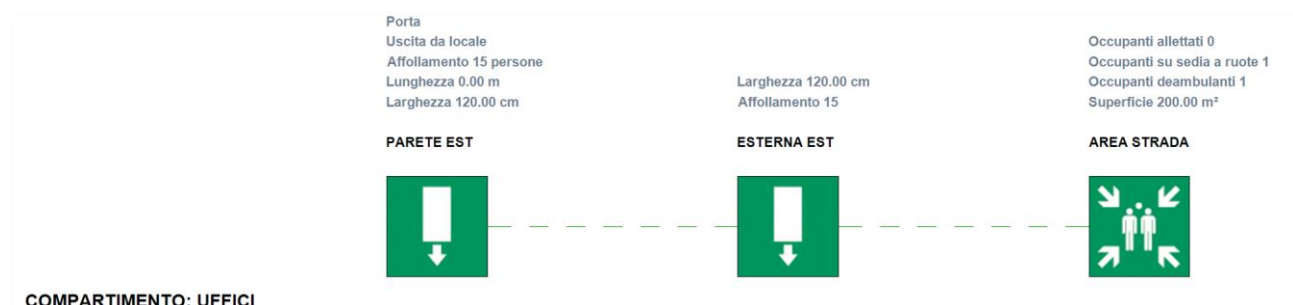 Porta
Uscita da locale
Affollamento 15 persone
Lunghezza 0.00 m
Larghezza 120.00 cm
PARETE EST
Larghezza 120.00 cm
Affollamento 15
ESTERNA EST
Occupanti allettati 0
Occupanti su sedia a ruote 1
Occupanti deambulanti 1
Superficie 200.00 m²
AREA STRADA
COMPARTIMENTO: UFFICI